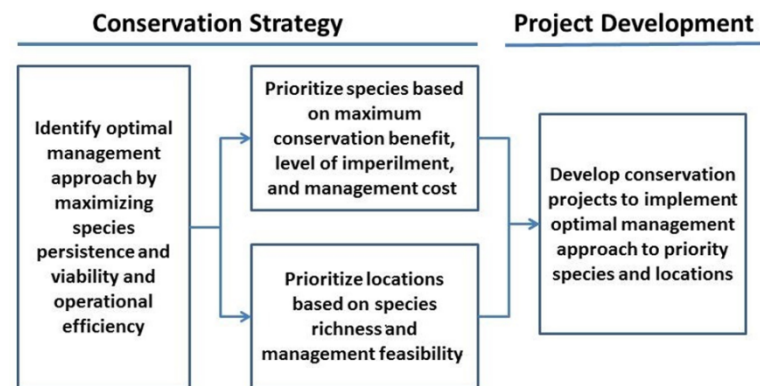 Conservation Strategy
Project Development
Identify optimal
management
approach by
maximizing
species
persistence and
viability and
operational
efficiency
Prioritize species based
on maximum
conservation benefit,
level of imperilment,
and management cost
Prioritize locations
based on species
richness and
management feasibility
Develop conservation
projects to implement
optimal management
approach to priority
species and locations